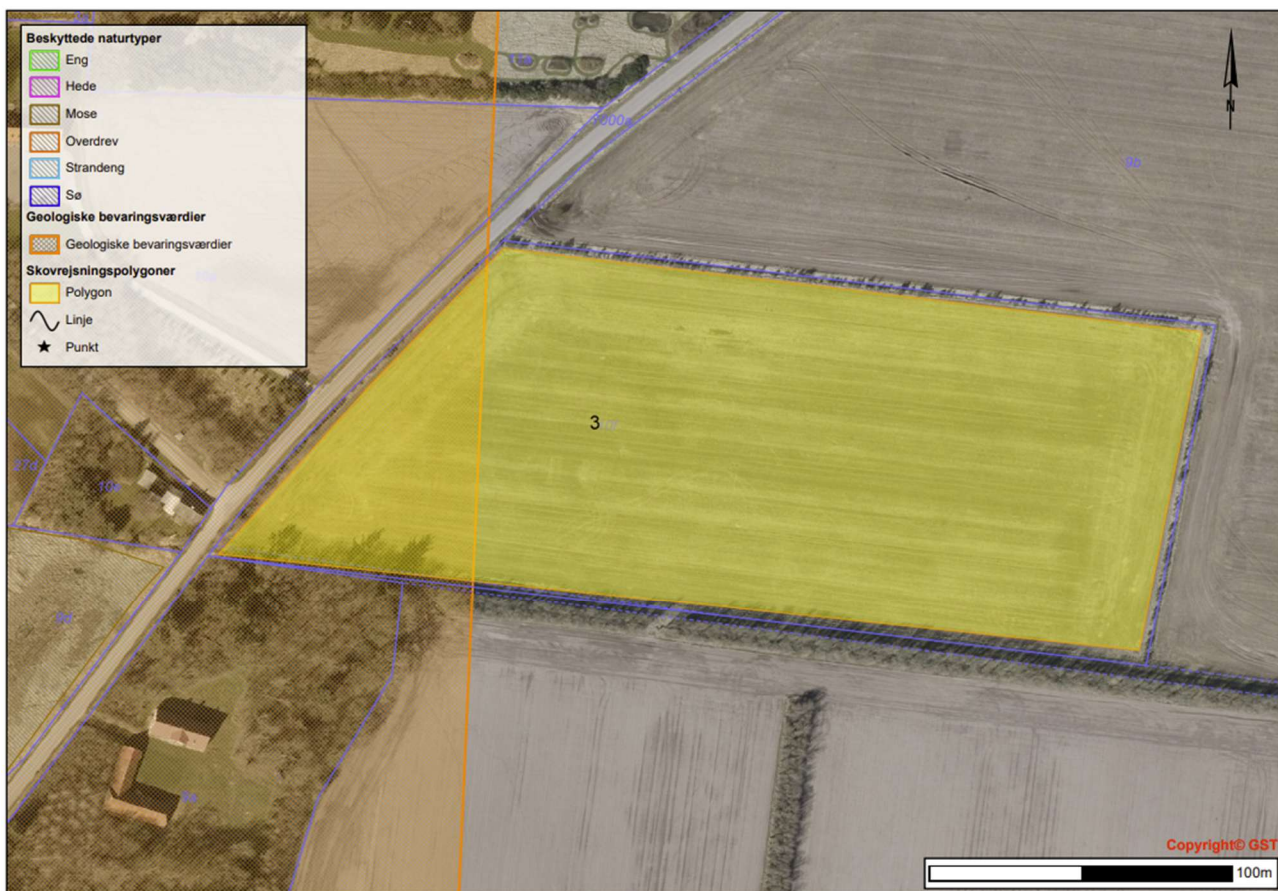 Beskyttede naturtyper
Eng
Hede
Mose
Overdrev
Strandeng
Sø
Geologiske bevaringsværdier
Geologiske bevaringsværdier
Skovrejsningspolygoner
Polygon
Linje
Punkt
N
9b
3
Copyright© GST
100m